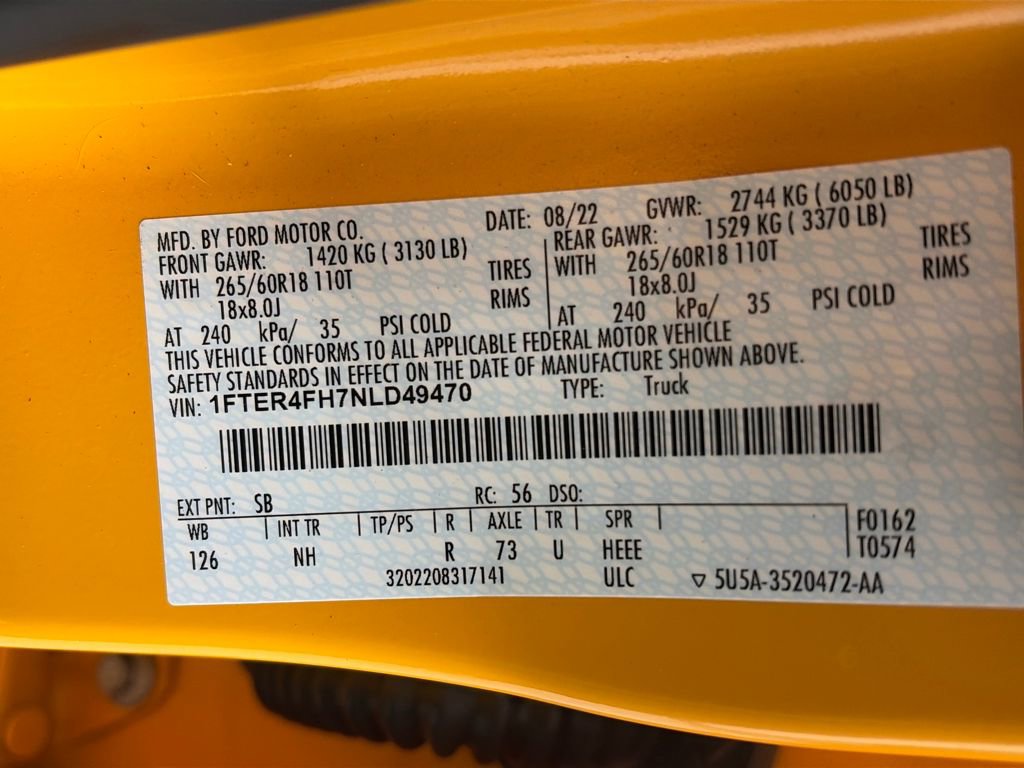 MFD. BY FORD MOTOR CO. DATE: 08/22 GVWR: 2744 KG ( 6050 LB)
FRONT GAWR: 1420 KG ( 3130 LB) REAR GAWR: 1529 KG ( 3370 LB)
WITH 265/60R18 110T TIRES WITH 265/60R18 110T TIRES
18x8.0J RIMS 18x8.0J RIMS
AT 240 kPa/ 35 PSI COLD AT 240 kPa/ 35 PSI COLD
THIS VEHICLE CONFORMS TO ALL APPLICABLE FEDERAL MOTOR VEHICLE
SAFETY STANDARDS IN EFFECT ON THE DATE OF MANUFACTURE SHOWN ABOVE.
VIN: 1FTER4FH7NLD49470 TYPE: Truck
EXT PNT: SB RC: 56 DSO:
WB INT TR TP/PS R AXLE TR SPR F0162
126 NH R 73 U HEEE T0574
3202208317141 ULC ▽ 5U5A-3520472-AA